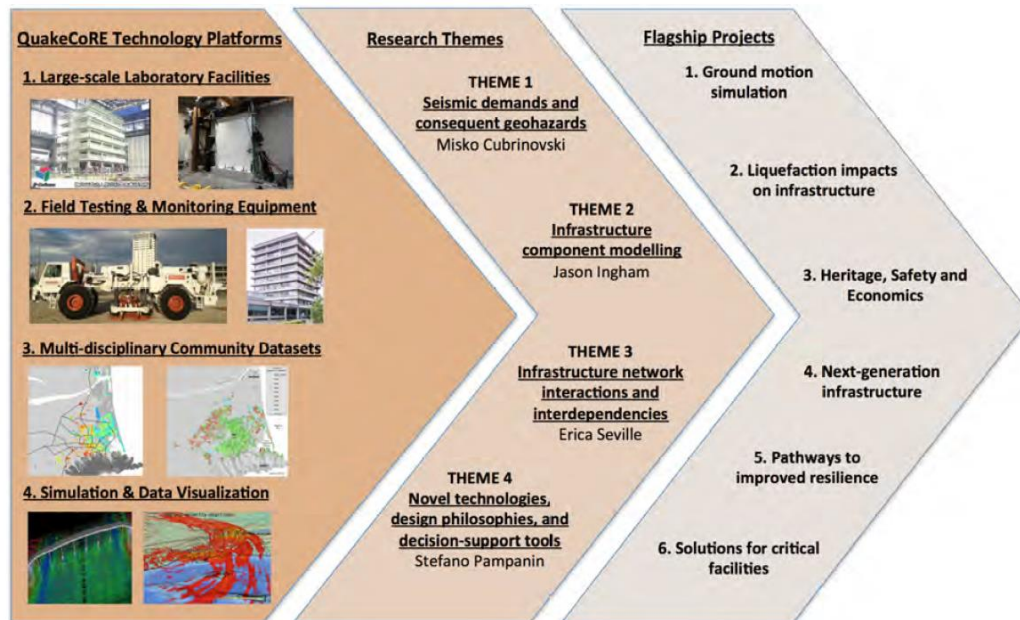 QuakeCoRE Technology Platforms
1. Large-scale Laboratory Facilities
2. Field Testing & Monitoring Equipment
3. Multi-disciplinary Community Datasets
4. Simulation & Data Visualization
Research Themes
THEME 1
Seismic demands and
consequent geohazards
Misko Cubrinovski
THEME 2
Infrastructure
component modelling
Jason Ingham
THEME 3
Infrastructure network
interactions and
interdependencies
Erica Seville
THEME 4
Novel technologies,
design philosophies, and
decision-support tools
Stefano Pampanin
Flagship Projects
1. Ground motion
simulation
2. Liquefaction impacts
on infrastructure
3. Heritage, Safety and
Economics
4. Next-generation
infrastructure
5. Pathways to
improved resilience
6. Solutions for critical
facilities